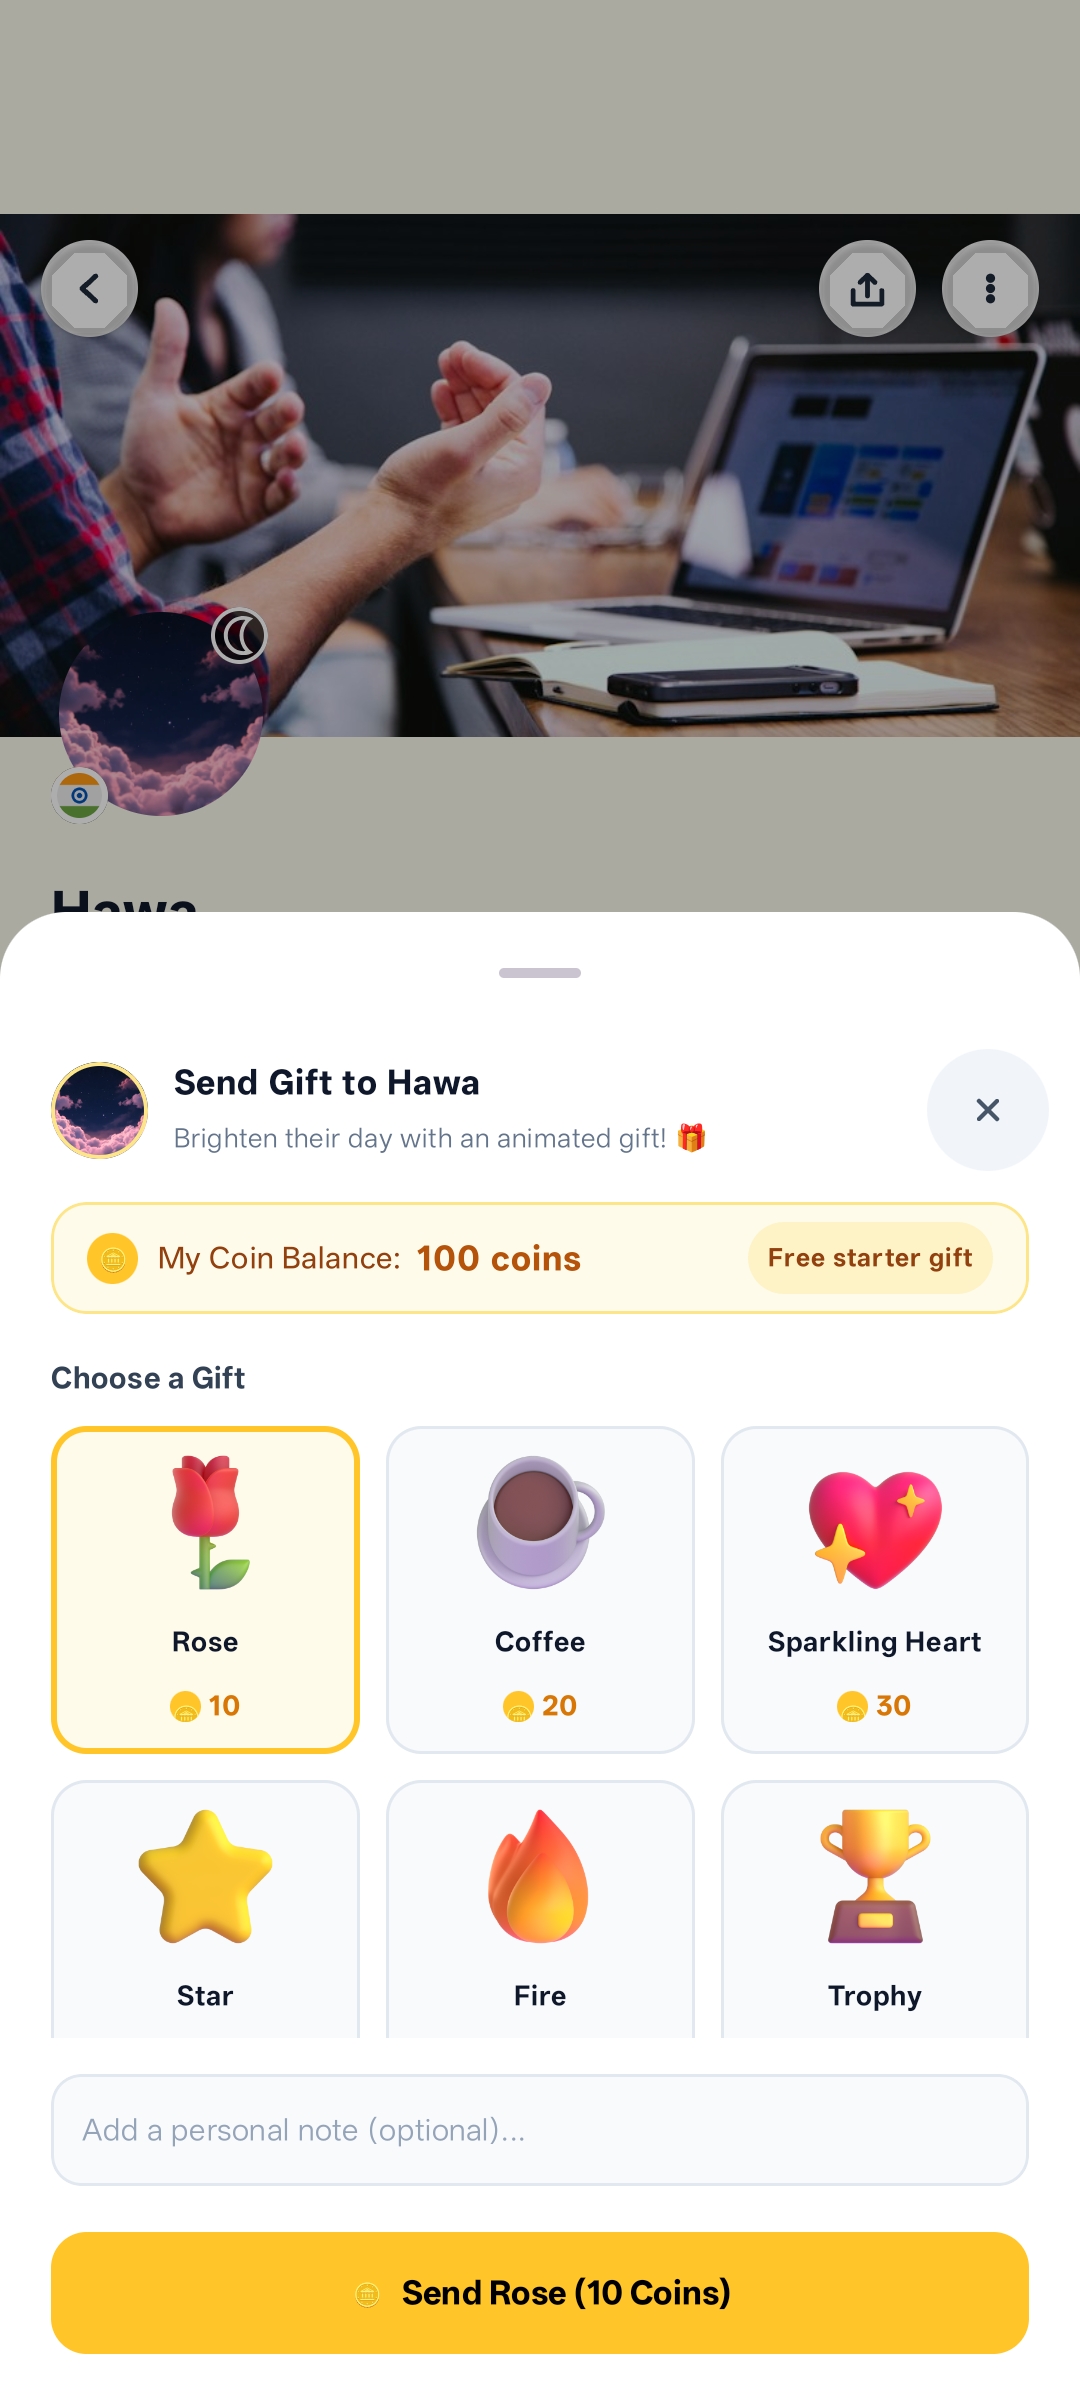 Hawa
Send Gift to Hawa
Brighten their day with an animated gift! 🎁
My Coin Balance: 100 coins
Free starter gift
Choose a Gift
Rose
10
Coffee
20
Sparkling Heart
30
Star
Fire
Trophy
Add a personal note (optional)...
Send Rose (10 Coins)